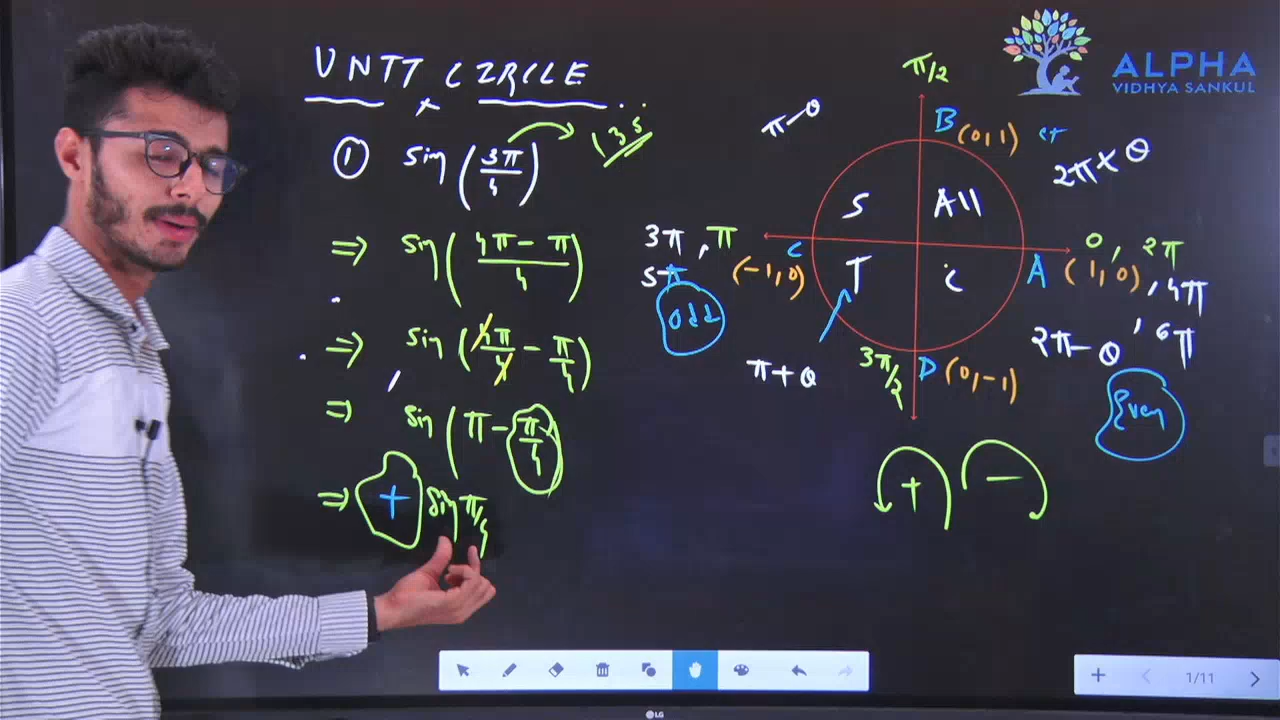 UNIT CIRCLE
ALPHA
VIDHYA SANKUL
① sin(3π/4) 135
⇒ sin((4π-π)/4)
⇒ sin(4π/4 - π/4)
⇒ sin(π - π/4)
⇒ + sin π/4
π/2
π-θ
B (0,1)
2π+θ
S All
3π, π
0, 2π
C (-1,0)
A (1,0), 4π
5π
T C
odd
2π-θ, 6π
π+θ
3π/2
D (0,-1)
Even
+ -
1/11
LG